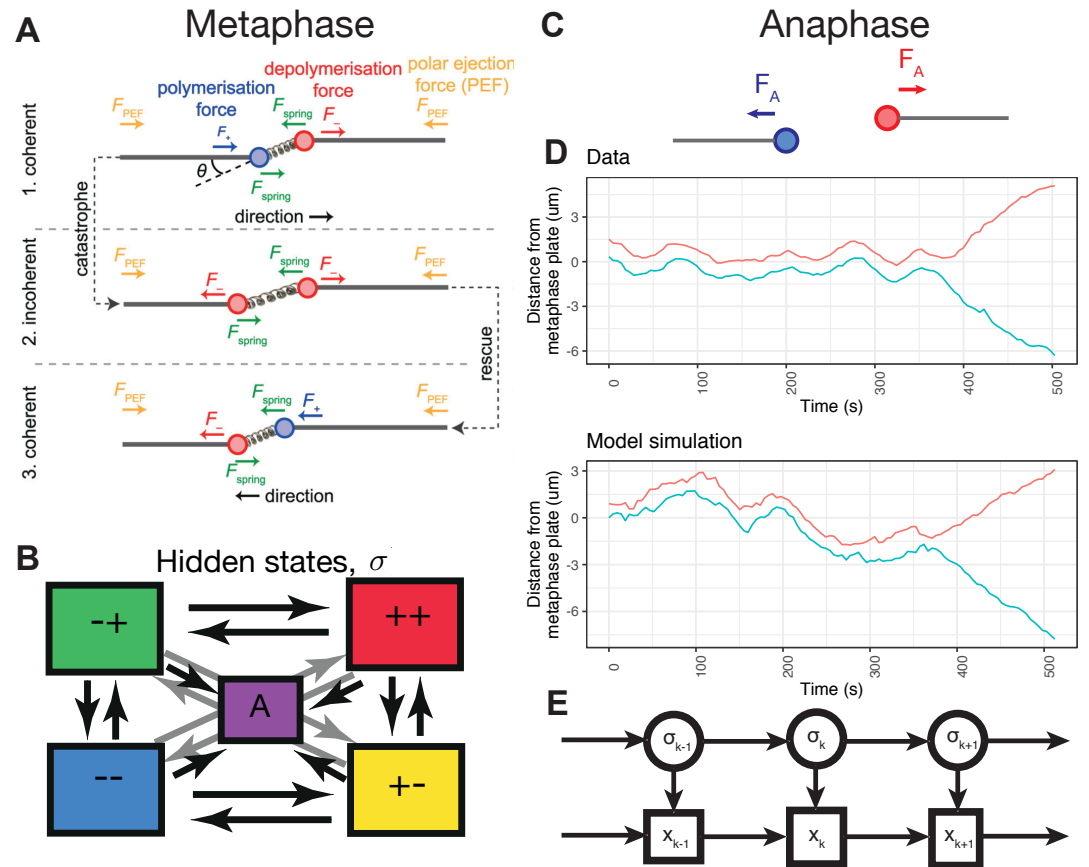 A
Metaphase
polymerisation
force
depolymerisation
force
polar ejection
force (PEF)
1. coherent
F_PEF
F_+
F_spring
F_−
F_PEF
θ
F_spring
direction
catastrophe
2. incoherent
F_PEF
F_−
F_spring
F_−
F_PEF
F_spring
rescue
3. coherent
F_PEF
F_−
F_spring
F_+
F_PEF
F_spring
direction
B
Hidden states, σ
-+
++
A
--
+-
C
Anaphase
F_A
F_A
D
Data
Distance from
metaphase plate (um)
3
0
-3
-6
0
100
200
300
400
500
Time (s)
Model simulation
Distance from
metaphase plate (um)
3
0
-3
-6
0
100
200
300
400
500
Time (s)
E
σ_k-1
σ_k
σ_k+1
x_k-1
x_k
x_k+1